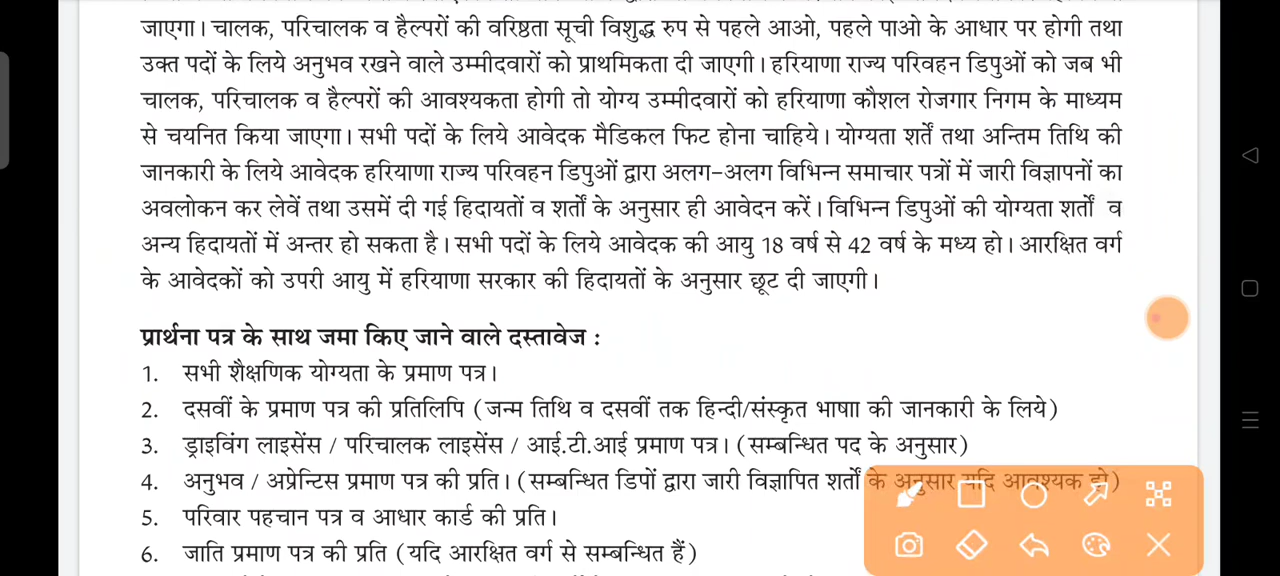 जाएगा। चालक, परिचालक व हैल्परों की वरिष्ठता सूची विशुद्ध रुप से पहले आओ, पहले पाओ के आधार पर होगी तथा
उक्त पदों के लिये अनुभव रखने वाले उम्मीदवारों को प्राथमिकता दी जाएगी। हरियाणा राज्य परिवहन डिपुओं को जब भी
चालक, परिचालक व हैल्परों की आवश्यकता होगी तो योग्य उम्मीदवारों को हरियाणा कौशल रोजगार निगम के माध्यम
से चयनित किया जाएगा। सभी पदों के लिये आवेदक मैडिकल फिट होना चाहिये। योग्यता शर्तें तथा अन्तिम तिथि की
जानकारी के लिये आवेदक हरियाणा राज्य परिवहन डिपुओं द्वारा अलग-अलग विभिन्न समाचार पत्रों में जारी विज्ञापनों का
अवलोकन कर लेवें तथा उसमें दी गई हिदायतों व शर्तों के अनुसार ही आवेदन करें। विभिन्न डिपुओं की योग्यता शर्तों व
अन्य हिदायतों में अन्तर हो सकता है। सभी पदों के लिये आवेदक की आयु 18 वर्ष से 42 वर्ष के मध्य हो। आरक्षित वर्ग
के आवेदकों को उपरी आयु में हरियाणा सरकार की हिदायतों के अनुसार छूट दी जाएगी।
प्रार्थना पत्र के साथ जमा किए जाने वाले दस्तावेज :
1. सभी शैक्षणिक योग्यता के प्रमाण पत्र।
2. दसवीं के प्रमाण पत्र की प्रतिलिपि (जन्म तिथि व दसवीं तक हिन्दी/संस्कृत भाषाा की जानकारी के लिये)
3. ड्राइविंग लाइसेंस / परिचालक लाइसेंस / आई.टी.आई प्रमाण पत्र। (सम्बन्धित पद के अनुसार)
4. अनुभव / अप्रेन्टिस प्रमाण पत्र की प्रति। (सम्बन्धित डिपों द्वारा जारी विज्ञापित शर्तों के अनुसार यदि आवश्यक हो)
5. परिवार पहचान पत्र व आधार कार्ड की प्रति।
6. जाति प्रमाण पत्र की प्रति (यदि आरक्षित वर्ग से सम्बन्धित हैं)